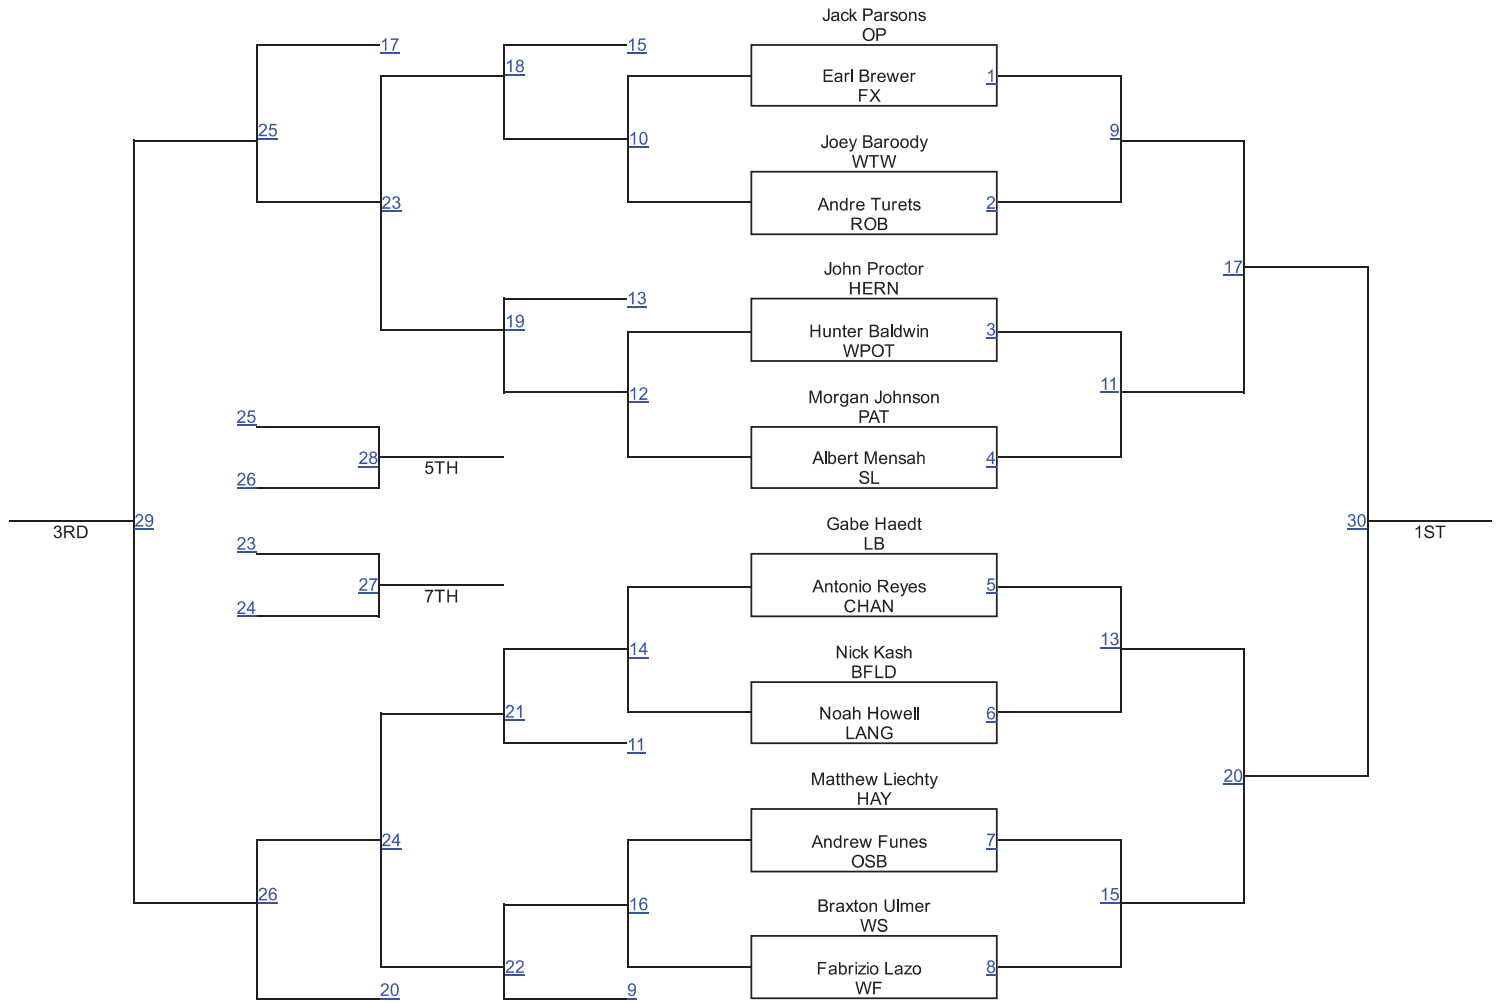 Jack Parsons
OP
17
15
18
Earl Brewer
1
FX
25
10
9
Joey Baroody
WTW
23
Andre Turets
2
ROB
John Proctor
17
HERN
13
19
Hunter Baldwin
3
WPOT
12
11
Morgan Johnson
PAT
25
28
5TH
Albert Mensah
4
SL
26
3RD
29
Gabe Haedt
30
1ST
LB
23
27
7TH
Antonio Reyes
5
CHAN
24
14
13
Nick Kash
BFLD
21
Noah Howell
6
LANG
11
Matthew Liechty
20
HAY
24
Andrew Funes
7
OSB
26
16
15
Braxton Ulmer
WS
22
Fabrizio Lazo
8
WF
20
9